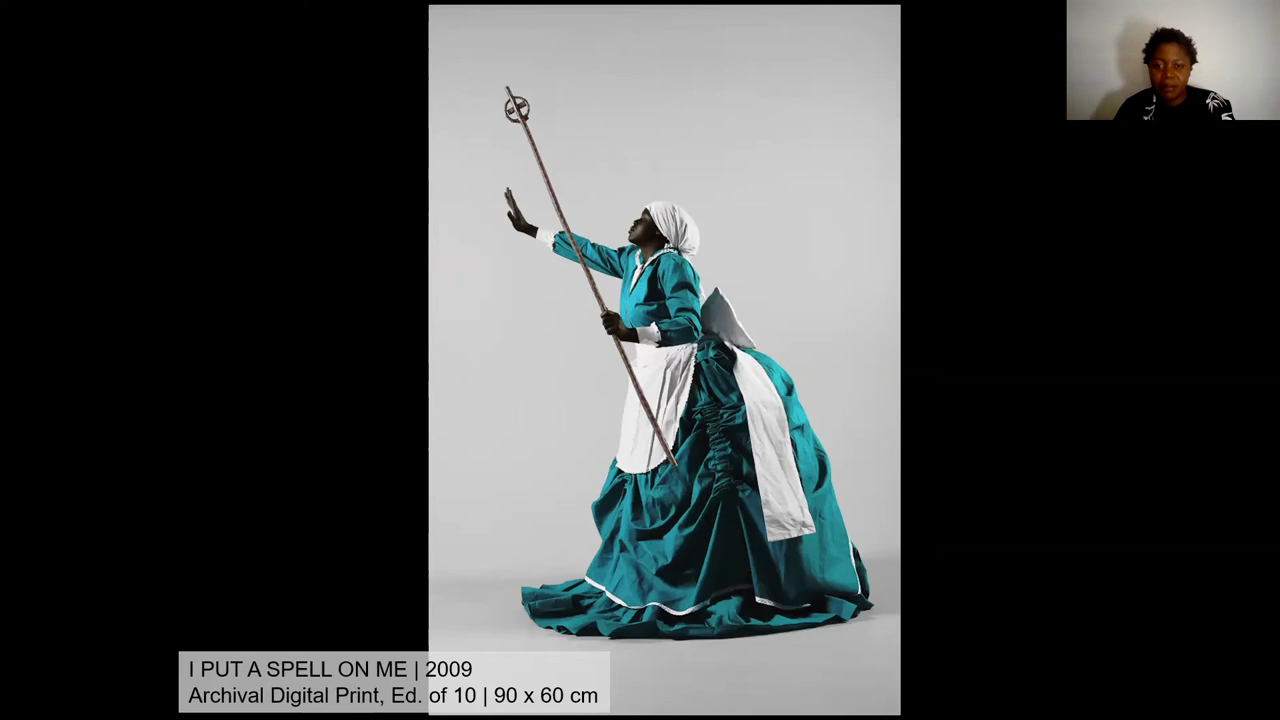 I PUT A SPELL ON ME | 2009
Archival Digital Print, Ed. of 10 | 90 x 60 cm